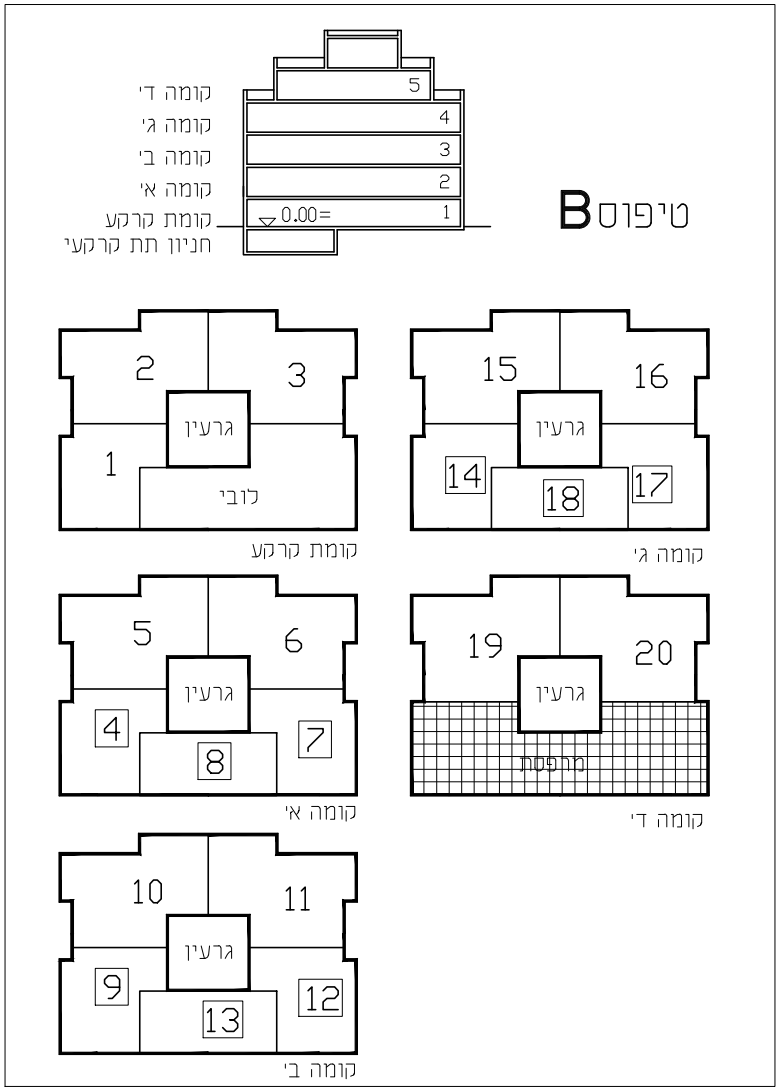 5
קומה ד'
4
קומה ג'
3
קומה ב'
2
קומה א'
1
0.00=
קומת קרקע
חניון תת קרקעי
טיפוס B
2
3
גרעין
1
לובי
קומת קרקע
15
16
גרעין
14
17
18
קומה ג'
5
6
גרעין
4
7
8
קומה א'
19
20
גרעין
מרפסת
קומה ד'
10
11
גרעין
9
12
13
קומה ב'